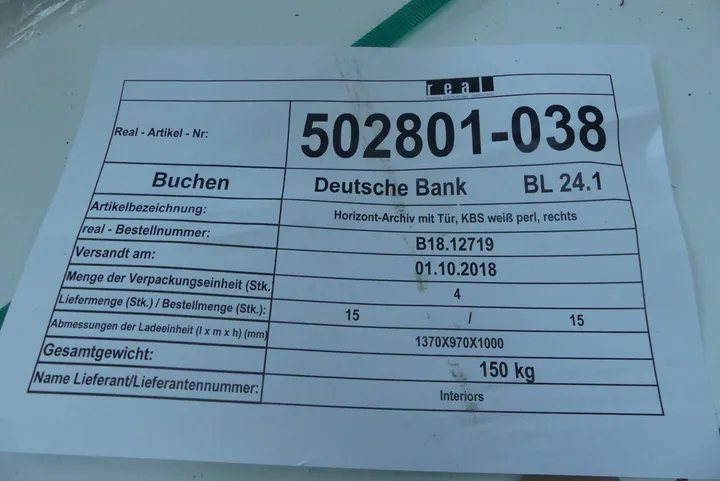 real
Real - Artikel - Nr: 502801-038
Buchen Deutsche Bank BL 24.1
Artikelbezeichnung: Horizont-Archiv mit Tür, KBS weiß perl, rechts
real - Bestellnummer: B18.12719
Versandt am: 01.10.2018
Menge der Verpackungseinheit (Stk. 4
Liefermenge (Stk.) / Bestellmenge (Stk.): 15 / 15
Abmessungen der Ladeeinheit (l x m x h) (mm) 1370X970X1000
Gesamtgewicht: 150 kg
Name Lieferant/Lieferantennummer: Interiors